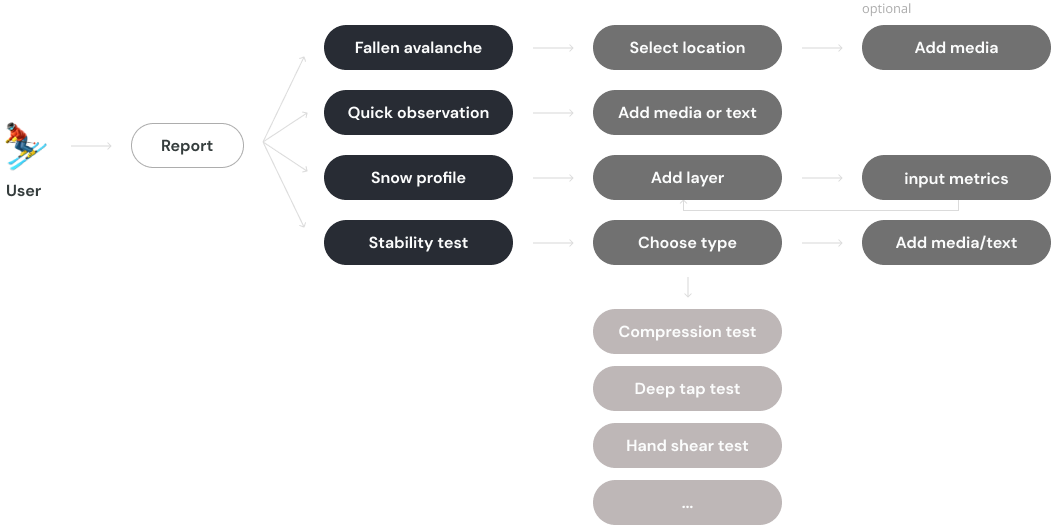 optional
Fallen avalanche
Select location
Add media
Quick observation
Add media or text
Report
Snow profile
Add layer
input metrics
User
Stability test
Choose type
Add media/text
Compression test
Deep tap test
Hand shear test
...